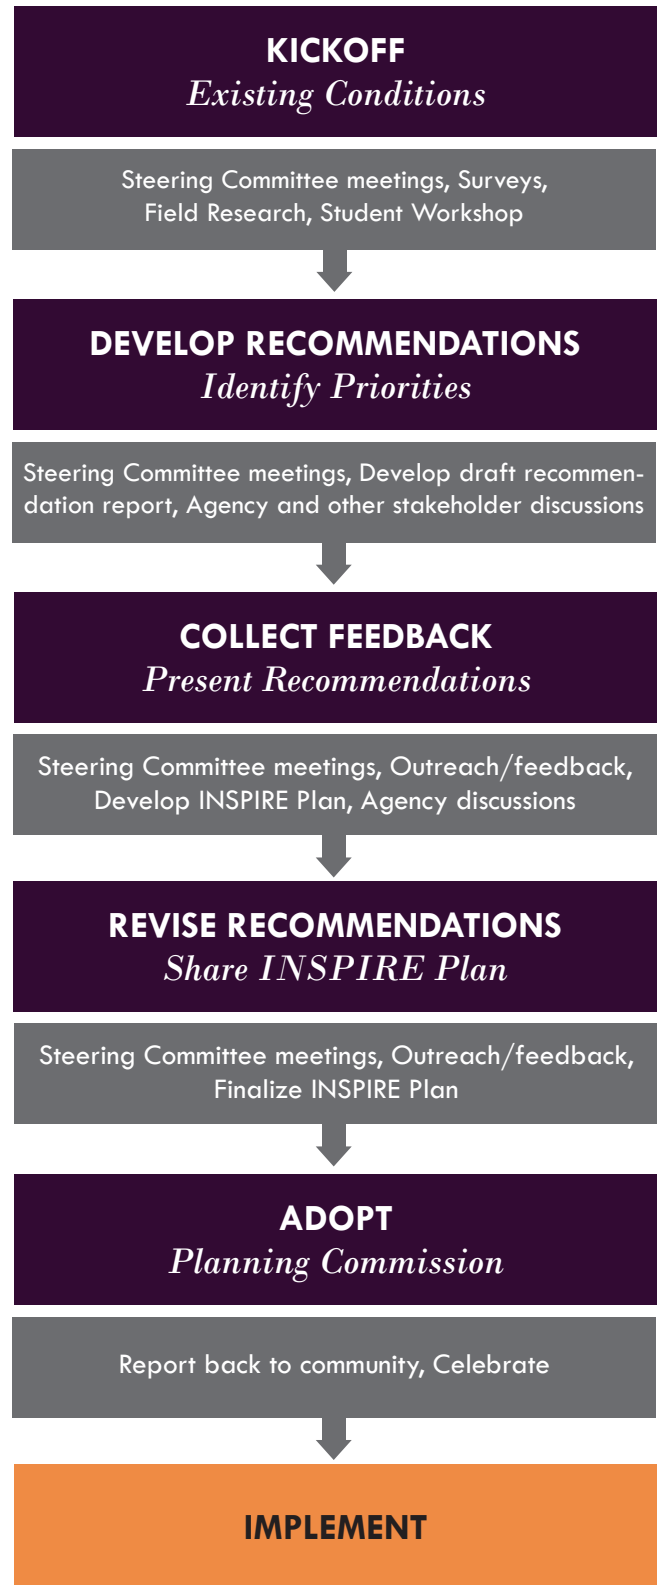 KICKOFF
Existing Conditions
Steering Committee meetings, Surveys,
Field Research, Student Workshop
DEVELOP RECOMMENDATIONS
Identify Priorities
Steering Committee meetings, Develop draft recommen-
dation report, Agency and other stakeholder discussions
COLLECT FEEDBACK
Present Recommendations
Steering Committee meetings, Outreach/feedback,
Develop INSPIRE Plan, Agency discussions
REVISE RECOMMENDATIONS
Share INSPIRE Plan
Steering Committee meetings, Outreach/feedback,
Finalize INSPIRE Plan
ADOPT
Planning Commission
Report back to community, Celebrate
IMPLEMENT